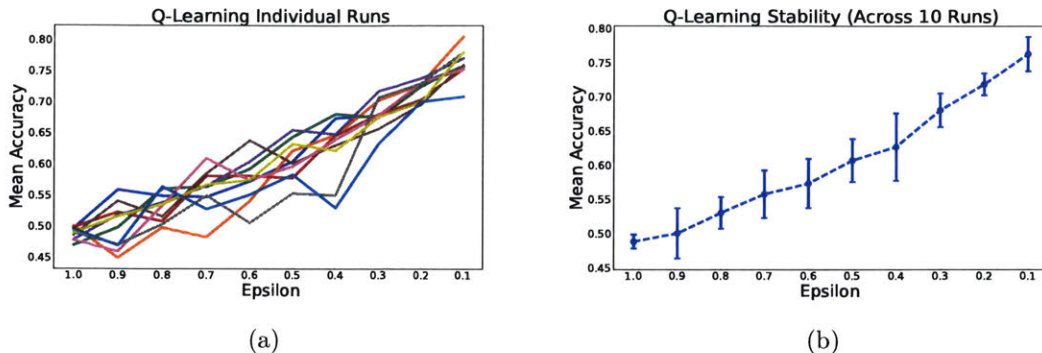 Q-Learning Individual Runs
Mean Accuracy
0.80
0.75
0.70
0.65
0.60
0.55
0.50
0.45
1.0 0.9 0.8 0.7 0.6 0.5 0.4 0.3 0.2 0.1
Epsilon
(a)
Q-Learning Stability (Across 10 Runs)
Mean Accuracy
0.80
0.75
0.70
0.65
0.60
0.55
0.50
0.45
1.0 0.9 0.8 0.7 0.6 0.5 0.4 0.3 0.2 0.1
Epsilon
(b)